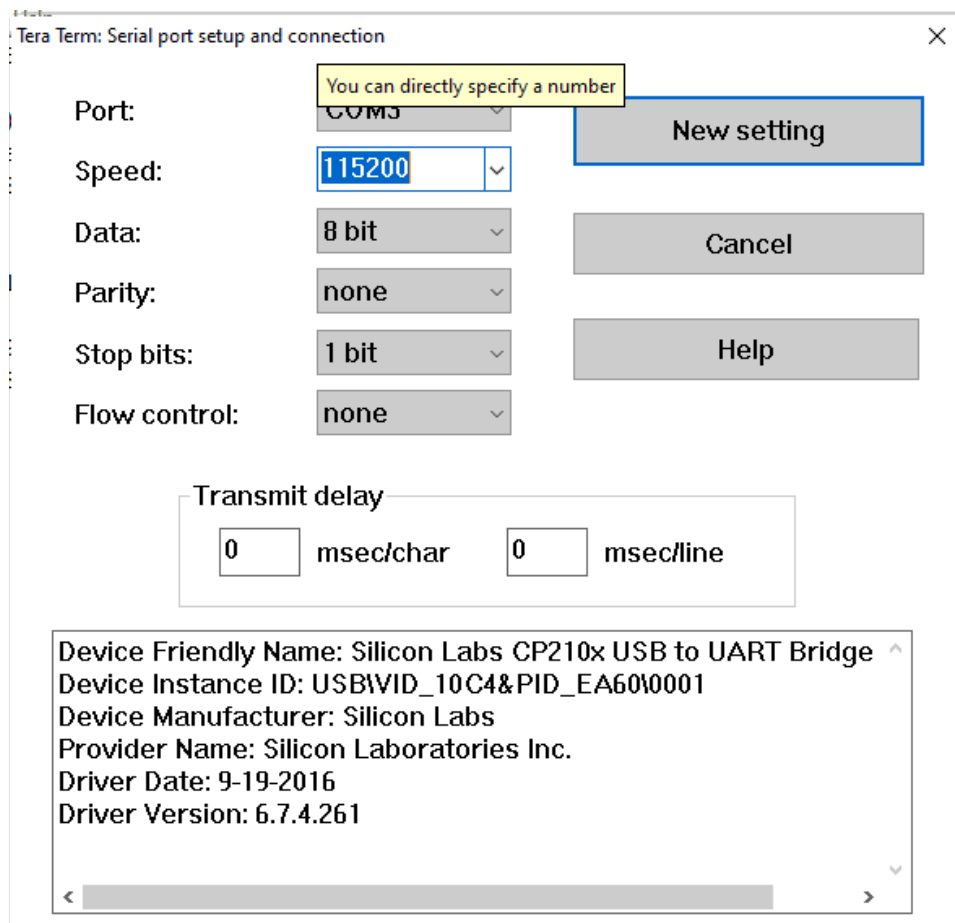 Help
Tera Term: Serial port setup and connection
You can directly specify a number
Port: COM3
New setting
Speed: 115200
Data: 8 bit
Cancel
Parity: none
Stop bits: 1 bit
Help
Flow control: none
Transmit delay
0 msec/char 0 msec/line
Device Friendly Name: Silicon Labs CP210x USB to UART Bridge
Device Instance ID: USB\VID_10C4&PID_EA60\0001
Device Manufacturer: Silicon Labs
Provider Name: Silicon Laboratories Inc.
Driver Date: 9-19-2016
Driver Version: 6.7.4.261